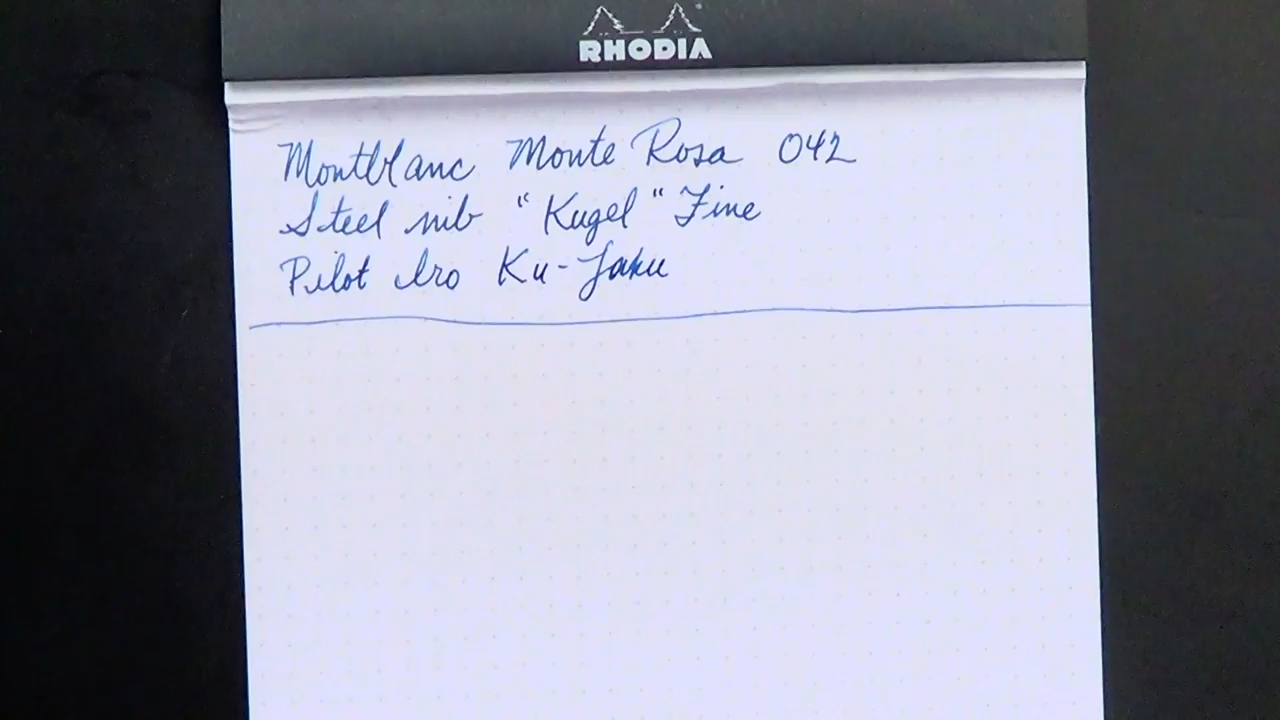 RHODIA
Montblanc Monte Rosa 042
Steel nib "Kugel" Fine
Pilot Iro Ku-Jaku